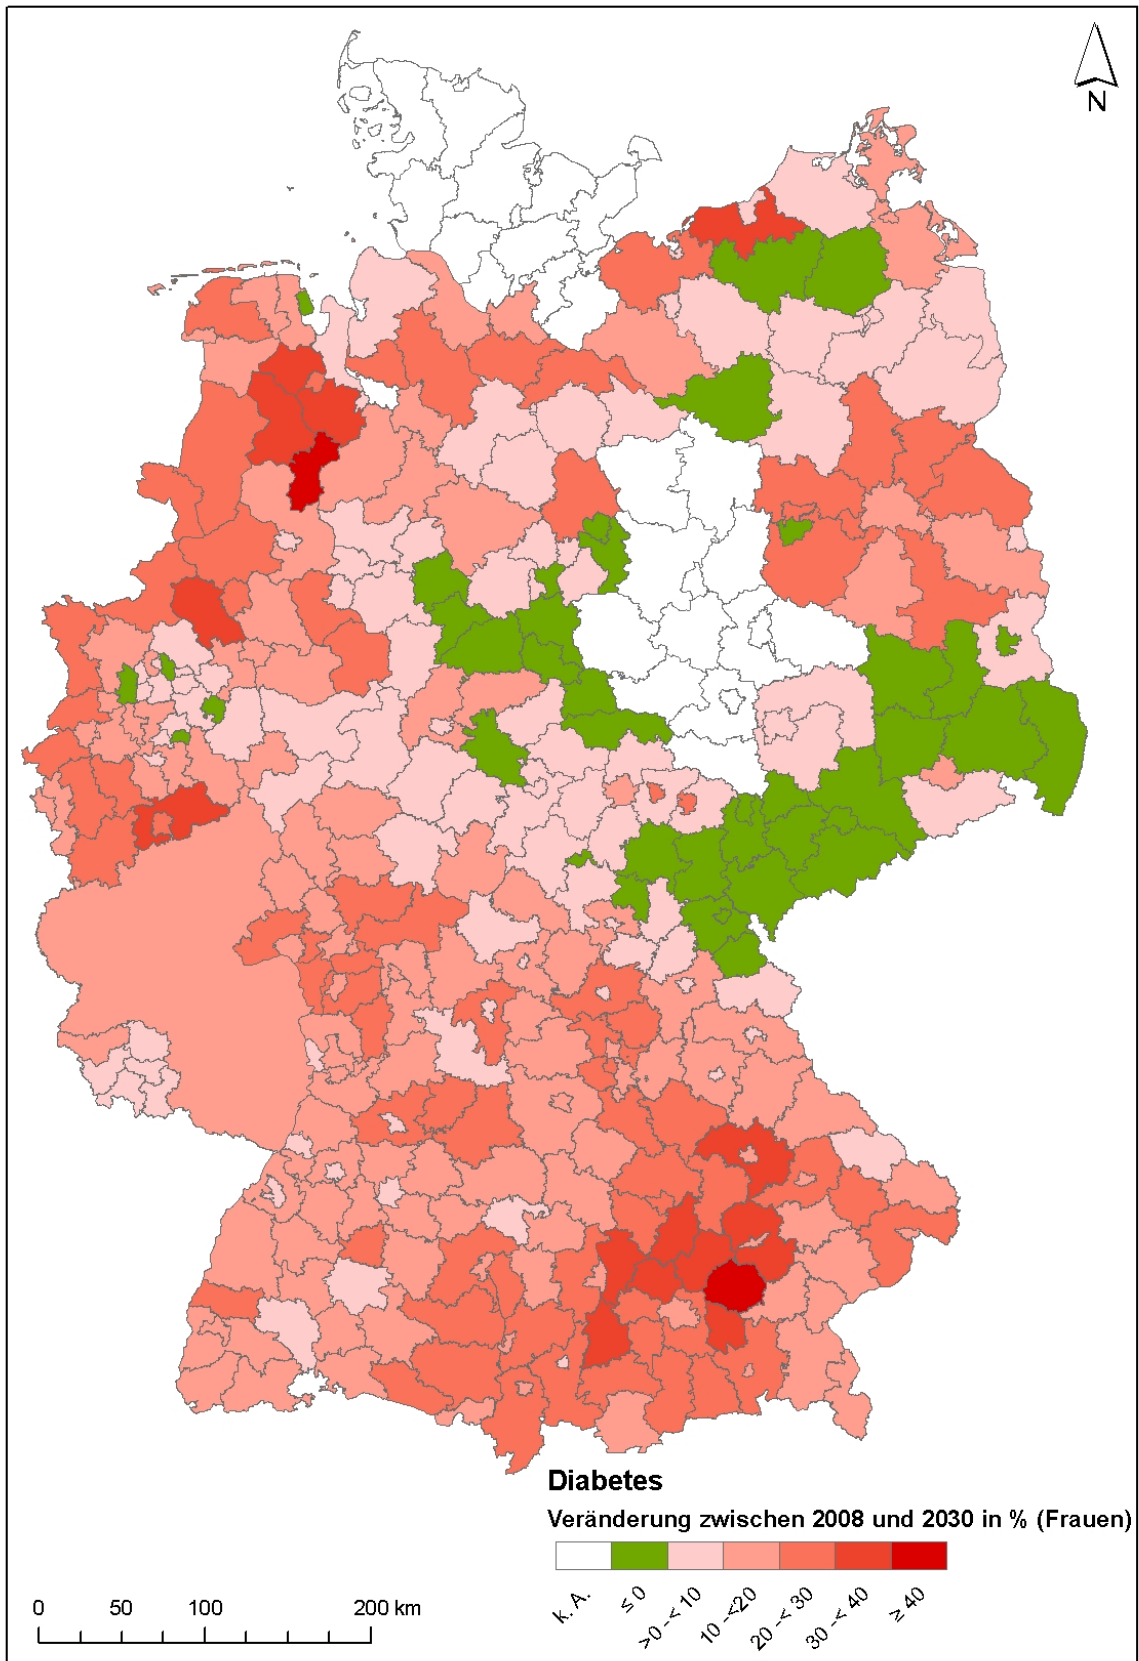 N
Diabetes
Veränderung zwischen 2008 und 2030 in % (Frauen)
k. A.
≤ 0
>0 -< 10
10 -<20
20 -< 30
30 -< 40
≥ 40
0 50 100 200 km